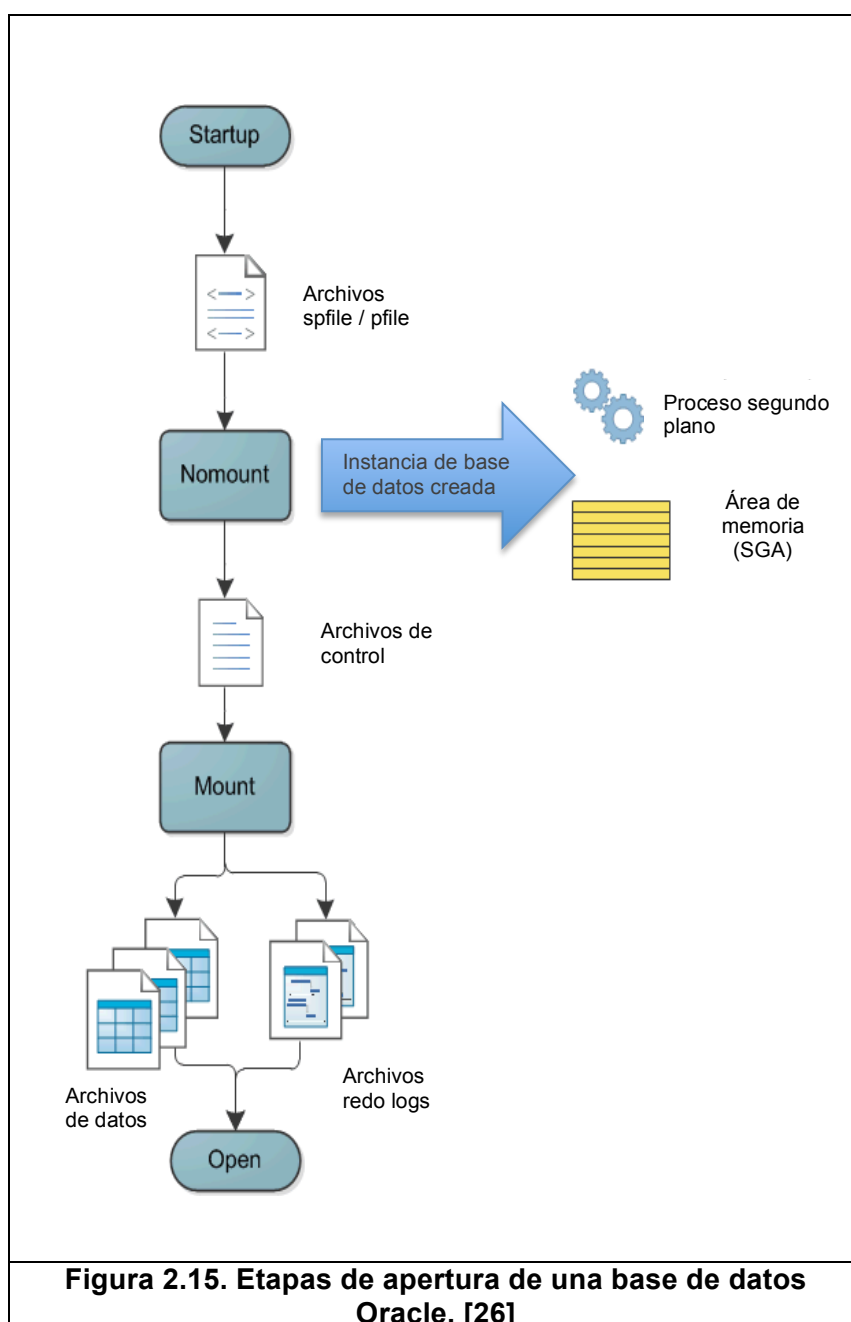 Startup
Archivos
spfile / pfile
Nomount
Instancia de base
de datos creada
Proceso segundo
plano
Área de
memoria
(SGA)
Archivos de
control
Mount
Archivos
de datos
Archivos
redo logs
Open
Figura 2.15. Etapas de apertura de una base de datos
Oracle. [26]